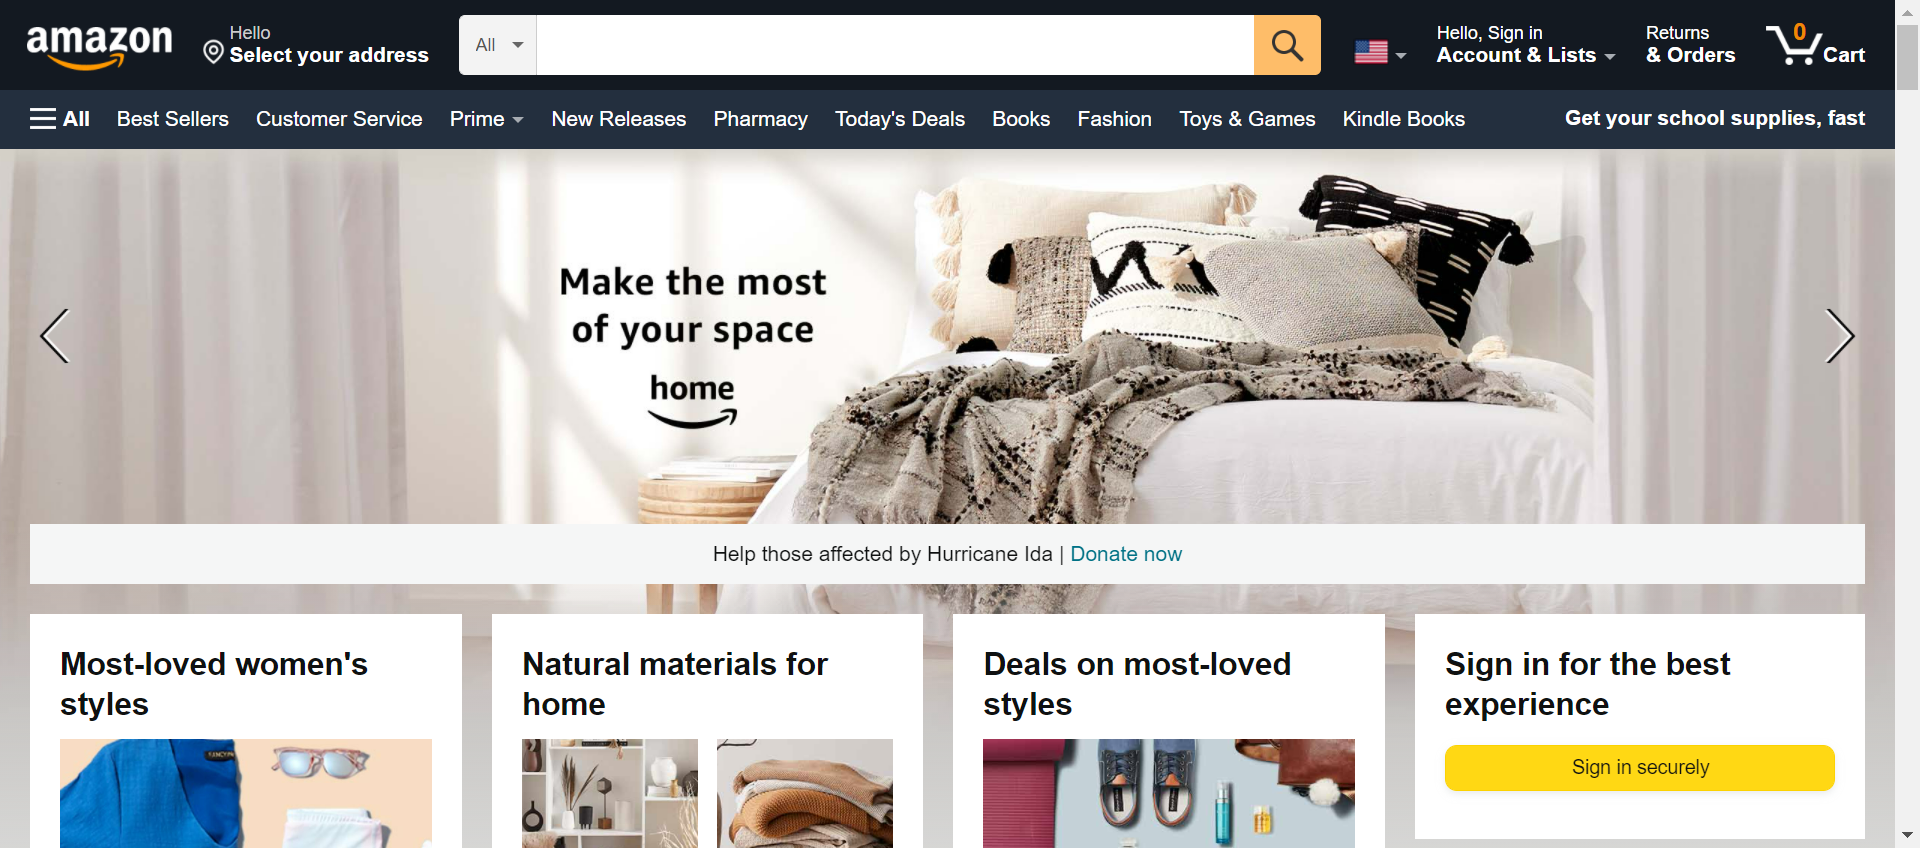 amazon
Hello
Select your address
All
Hello, Sign in
Account & Lists
Returns
& Orders
0
Cart
All
Best Sellers
Customer Service
Prime
New Releases
Pharmacy
Today's Deals
Books
Fashion
Toys & Games
Kindle Books
Get your school supplies, fast
Make the most
of your space
home
Help those affected by Hurricane Ida | Donate now
Most-loved women's
styles
Natural materials for
home
Deals on most-loved
styles
Sign in for the best
experience
Sign in securely